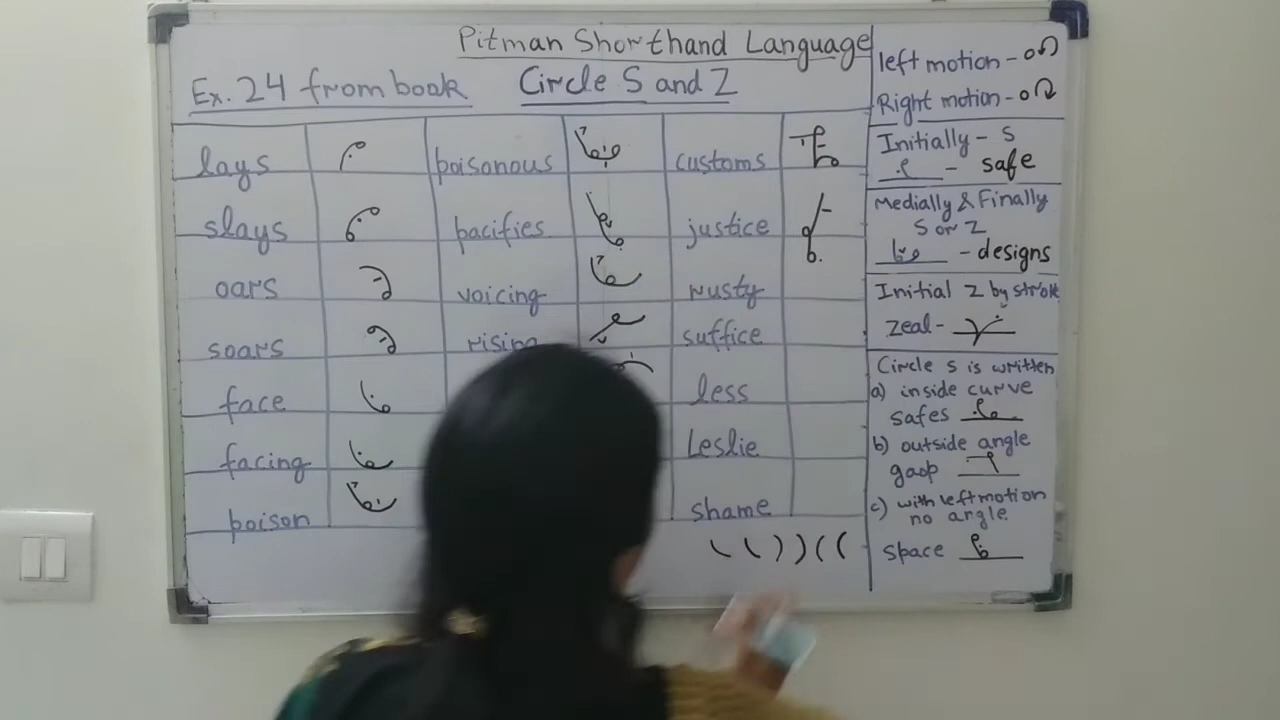 Pitman Shorthand Language
Ex. 24 from book Circle S and Z
lays poisonous customs
slays pacifies justice
oars voicing rusty
soars rising suffice
face less
facing Leslie
poison shame
left motion -
Right motion -
Initially - S
- safe
Medially & Finally
S or Z
- designs
Initial Z by stroke
Zeal -
Circle S is written
a) inside curve
safes
b) outside angle
c) with left motion
no angle.
space